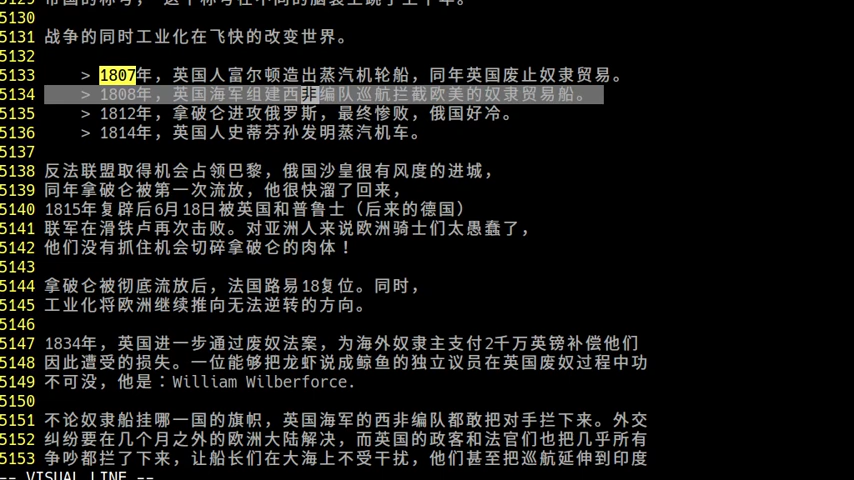 5129 帝国的称号， 这个称号在不同的脑袋上跳了上千年。
5130
5131 战争的同时工业化在飞快的改变世界。
5132
5133 > 1807年，英国人富尔顿造出蒸汽机轮船，同年英国废止奴隶贸易。
5134 > 1808年，英国海军组建西非编队巡航拦截欧美的奴隶贸易船。
5135 > 1812年，拿破仑进攻俄罗斯，最终惨败，俄国好冷。
5136 > 1814年，英国人史蒂芬孙发明蒸汽机车。
5137
5138 反法联盟取得机会占领巴黎，俄国沙皇很有风度的进城，
5139 同年拿破仑被第一次流放，他很快溜了回来，
5140 1815年复辟后6月18日被英国和普鲁士（后来的德国）
5141 联军在滑铁卢再次击败。对亚洲人来说欧洲骑士们太愚蠢了，
5142 他们没有抓住机会切碎拿破仑的肉体！
5143
5144 拿破仑被彻底流放后，法国路易18复位。同时，
5145 工业化将欧洲继续推向无法逆转的方向。
5146
5147 1834年，英国进一步通过废奴法案，为海外奴隶主支付2千万英镑补偿他们
5148 因此遭受的损失。一位能够把龙虾说成鲸鱼的独立议员在英国废奴过程中功
5149 不可没，他是：William Wilberforce.
5150
5151 不论奴隶船挂哪一国的旗帜，英国海军的西非编队都敢把对手拦下来。外交
5152 纠纷要在几个月之外的欧洲大陆解决，而英国的政客和法官们也把几乎所有
5153 争吵都拦了下来，让船长们在大海上不受干扰，他们甚至把巡航延伸到印度
-- VISUAL LINE --